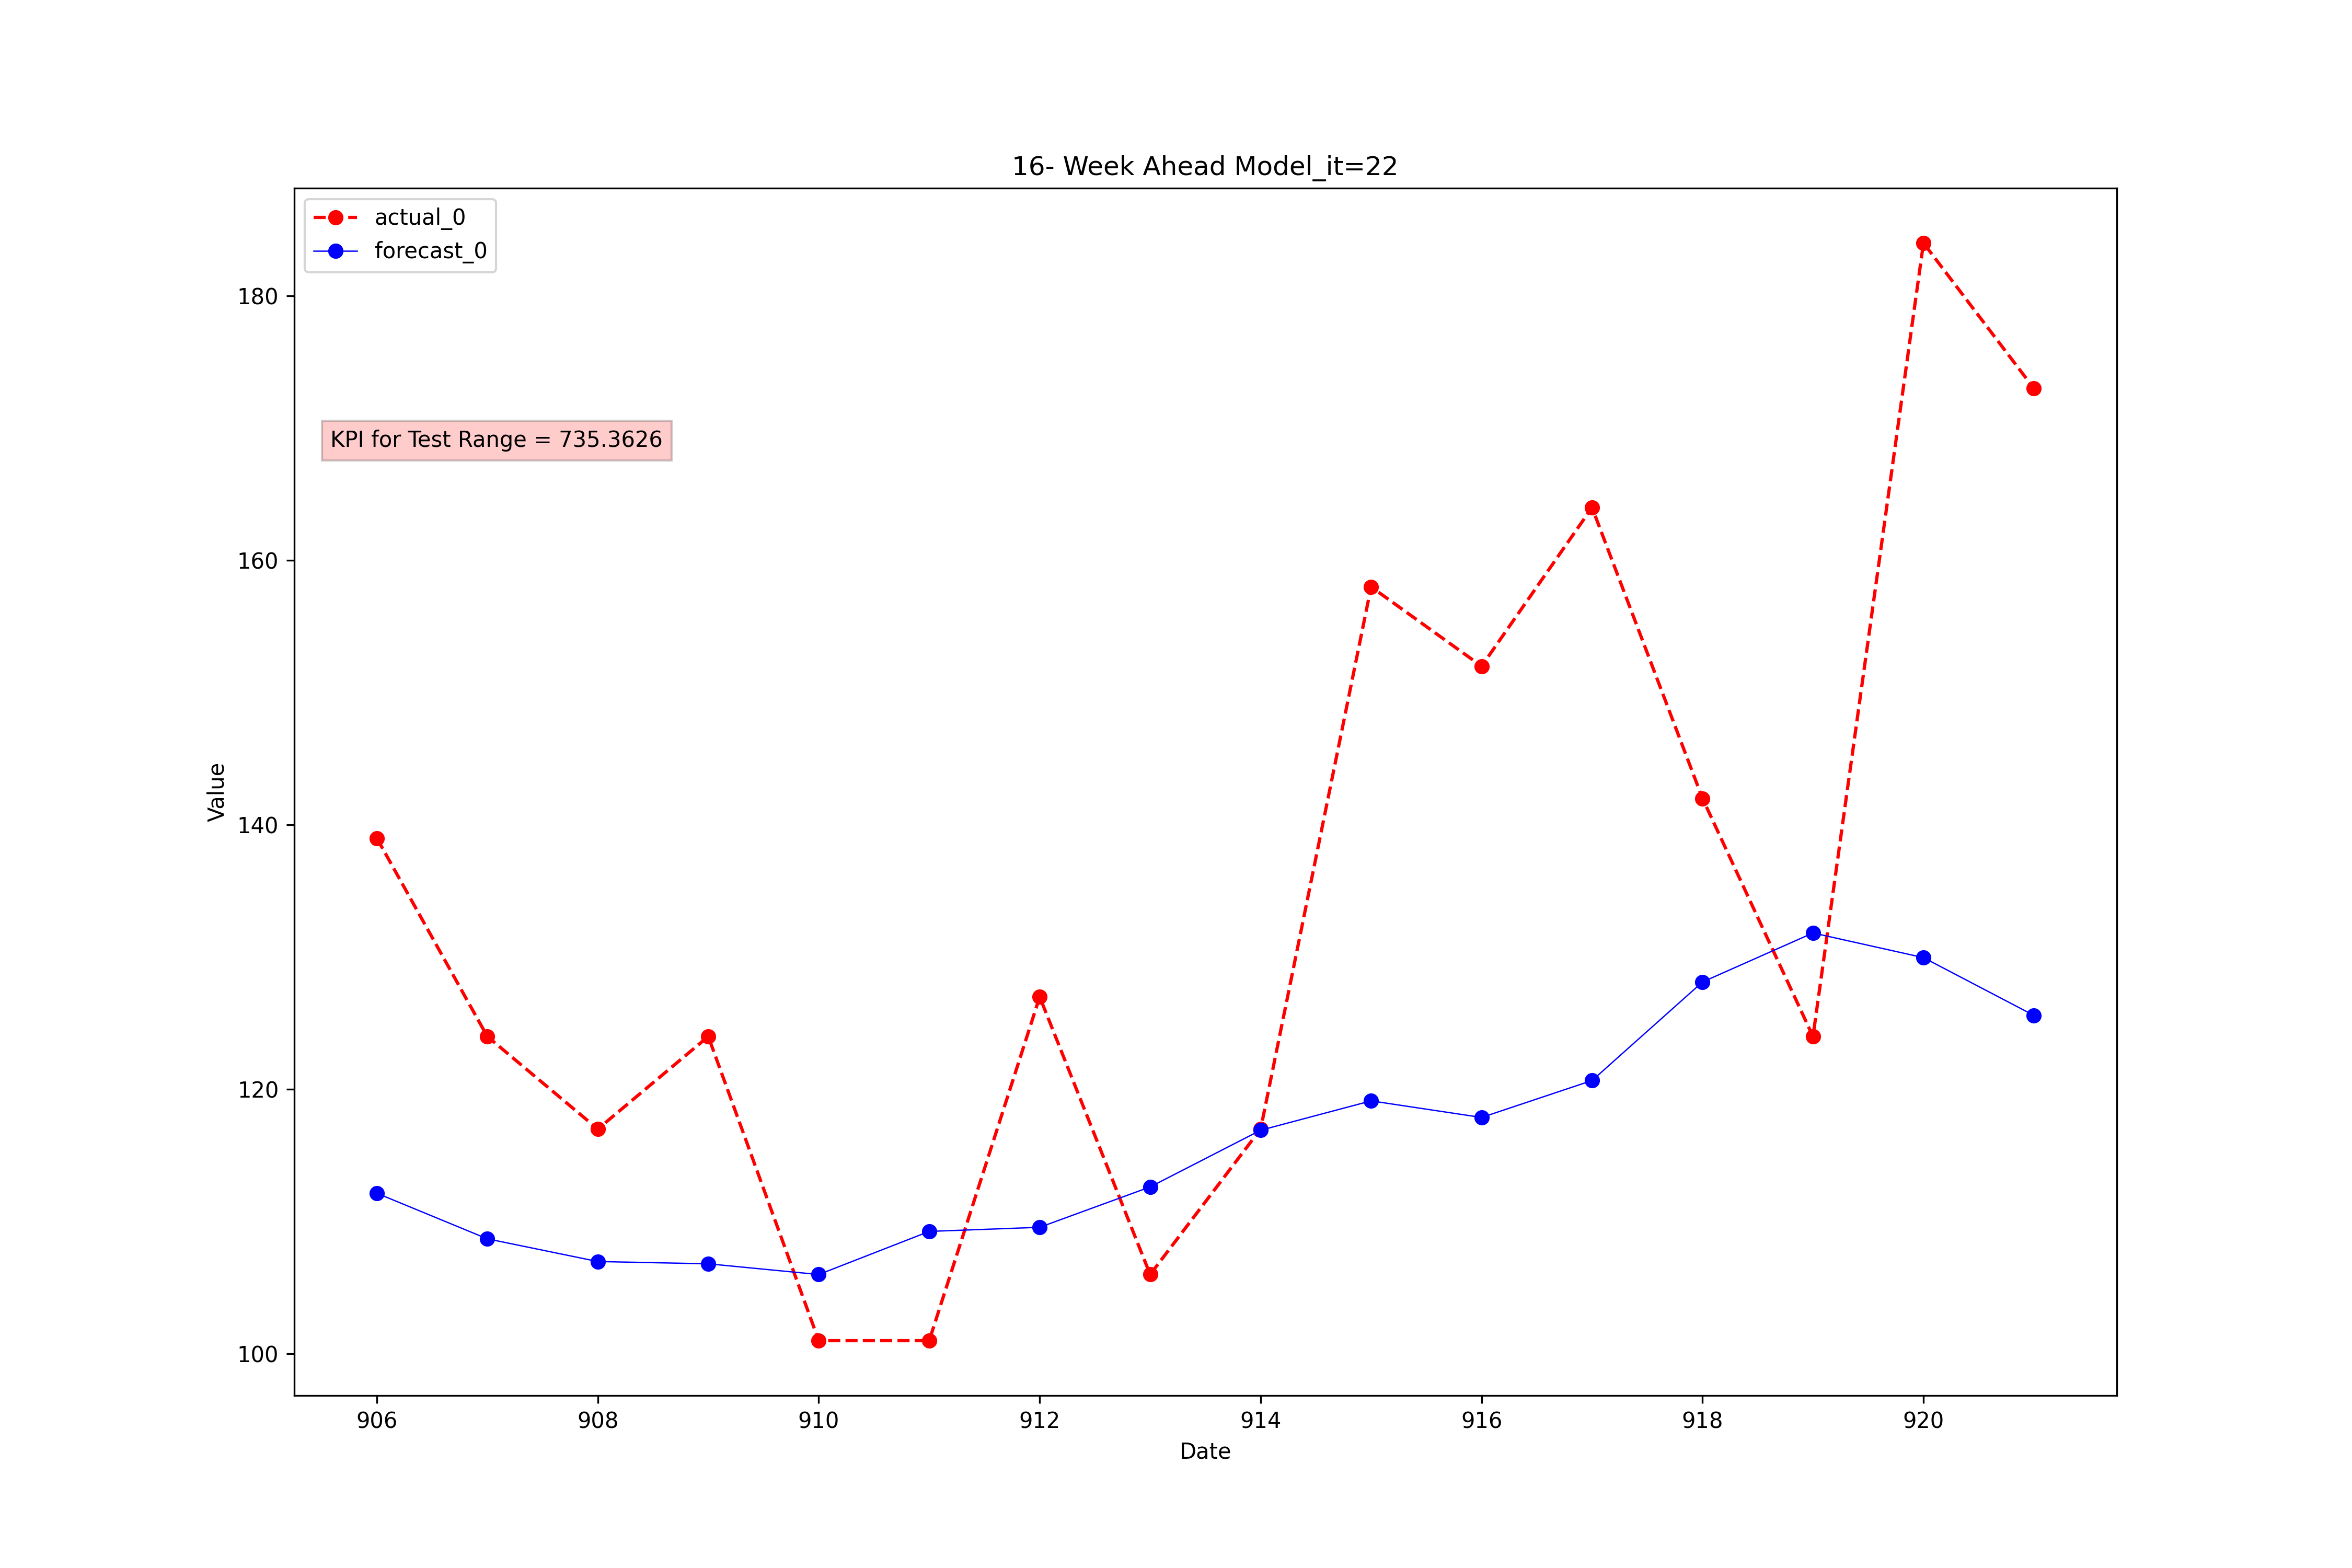 16- Week Ahead Model_it=22
actual_0
forecast_0
180
KPI for Test Range = 735.3626
160
Value
140
120
100
906 908 910 912 914 916 918 920
Date